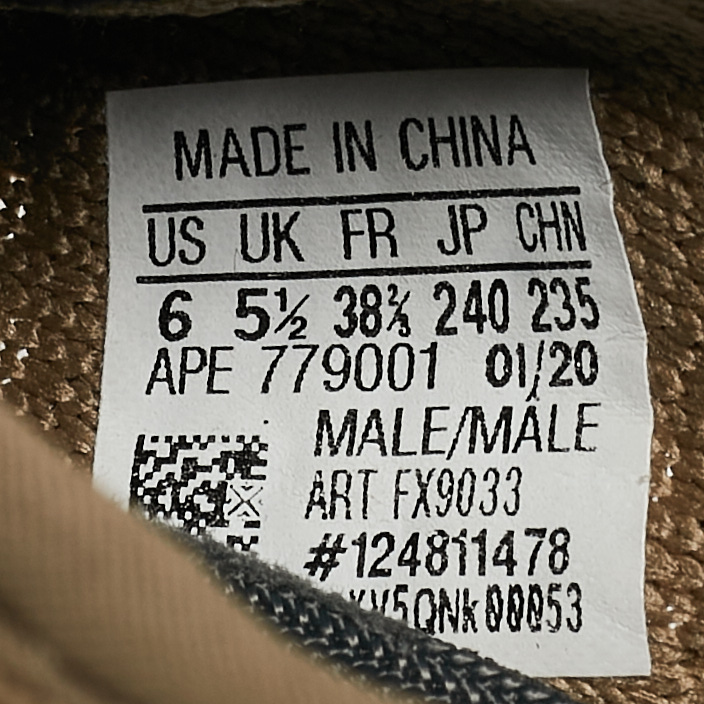 MADE IN CHINA
US UK FR JP CHN
6 5½ 38⅔ 240 235
APE 779001 01/20
MALE/MÂLE
ART FX9033
#124811478